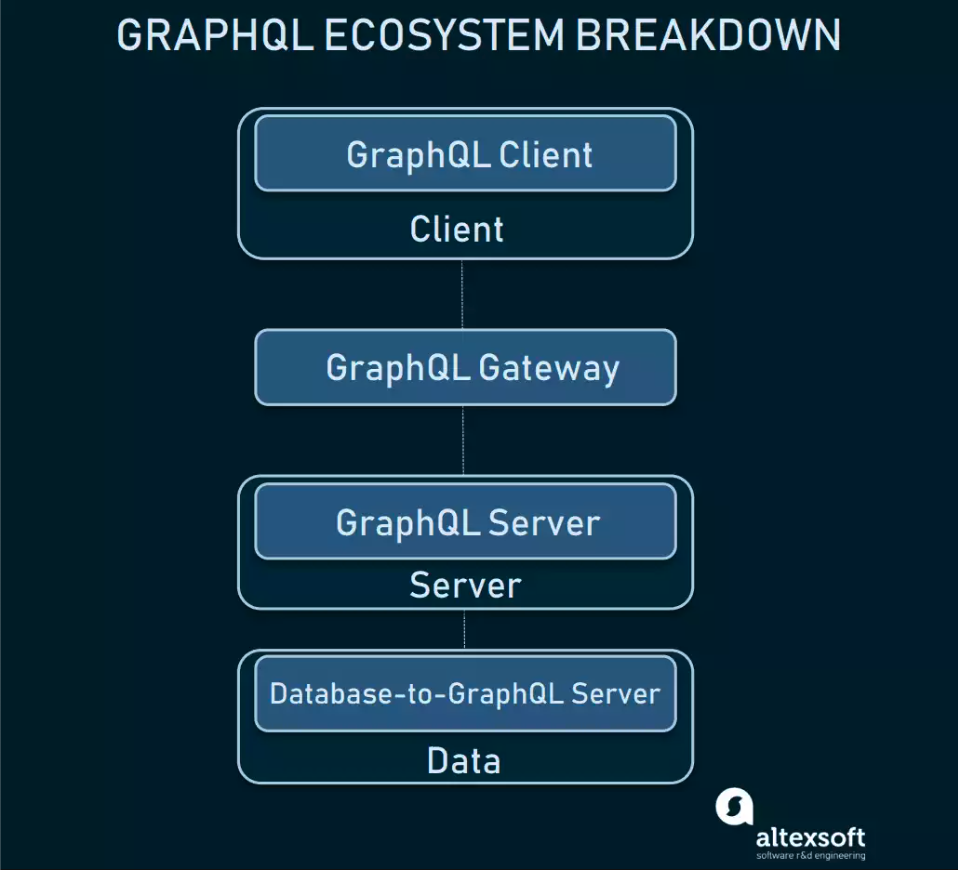 GRAPHQL ECOSYSTEM BREAKDOWN
GraphQL Client
Client
GraphQL Gateway
GraphQL Server
Server
Database-to-GraphQL Server
Data
altexsoft
software r&d engineering